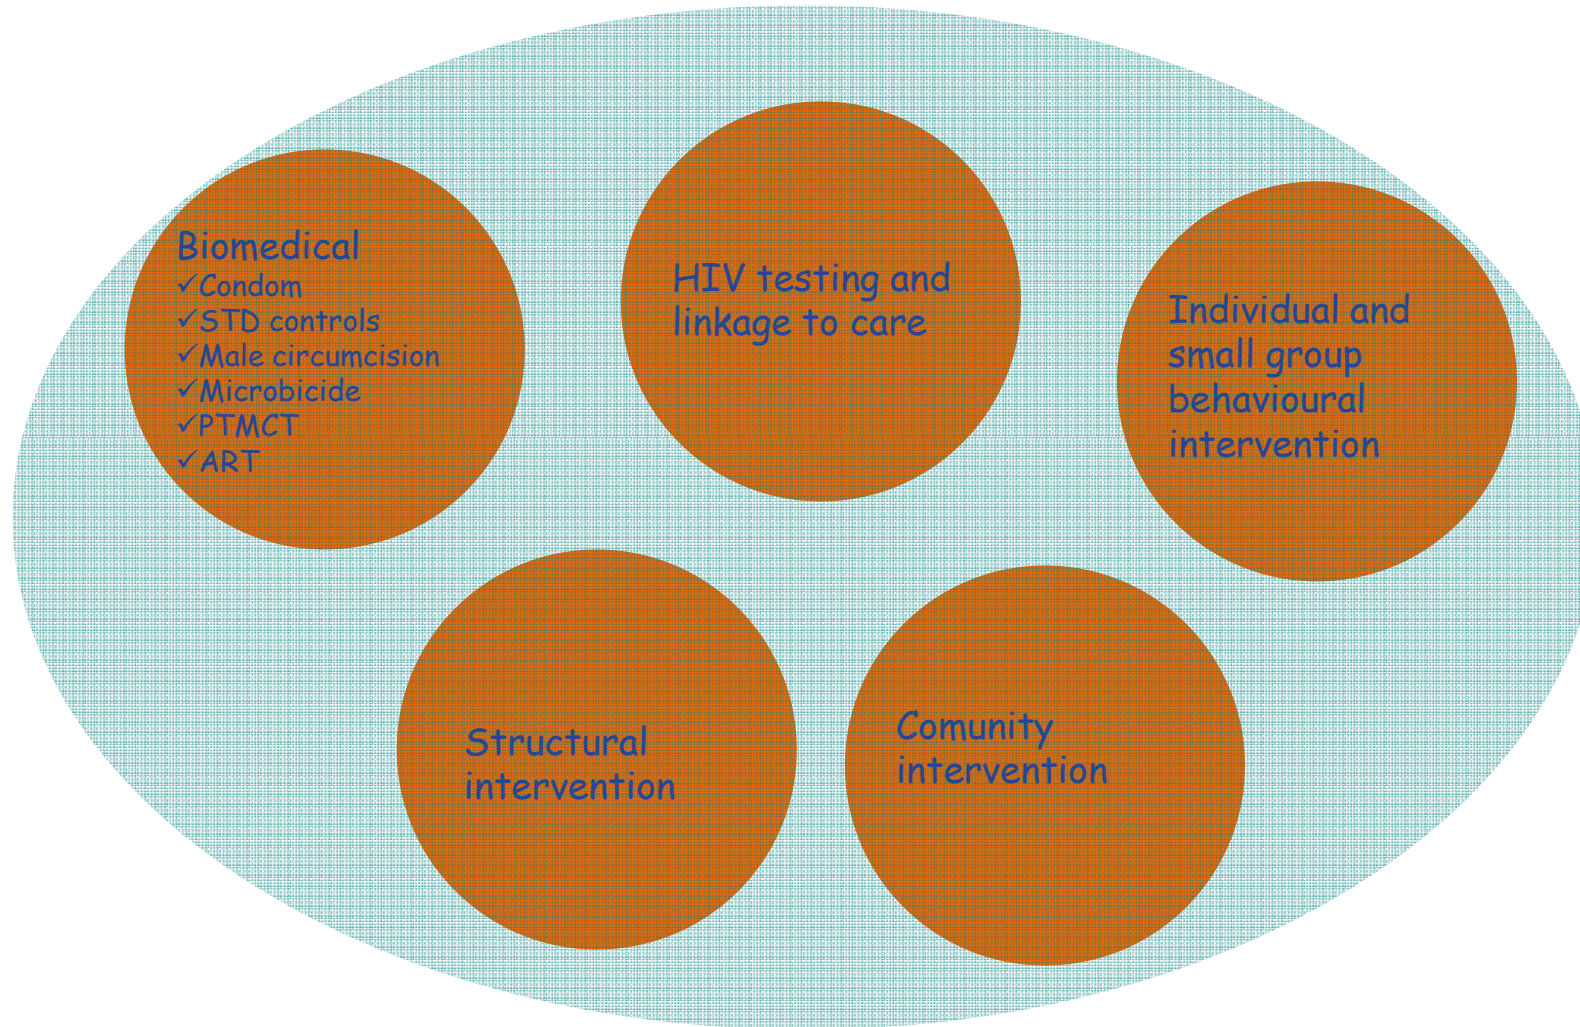 Biomedical
✓Condom
✓STD controls
✓Male circumcision
✓Microbicide
✓PTMCT
✓ART
HIV testing and
linkage to care
Individual and
small group
behavioural
intervention
Structural
intervention
Comunity
intervention